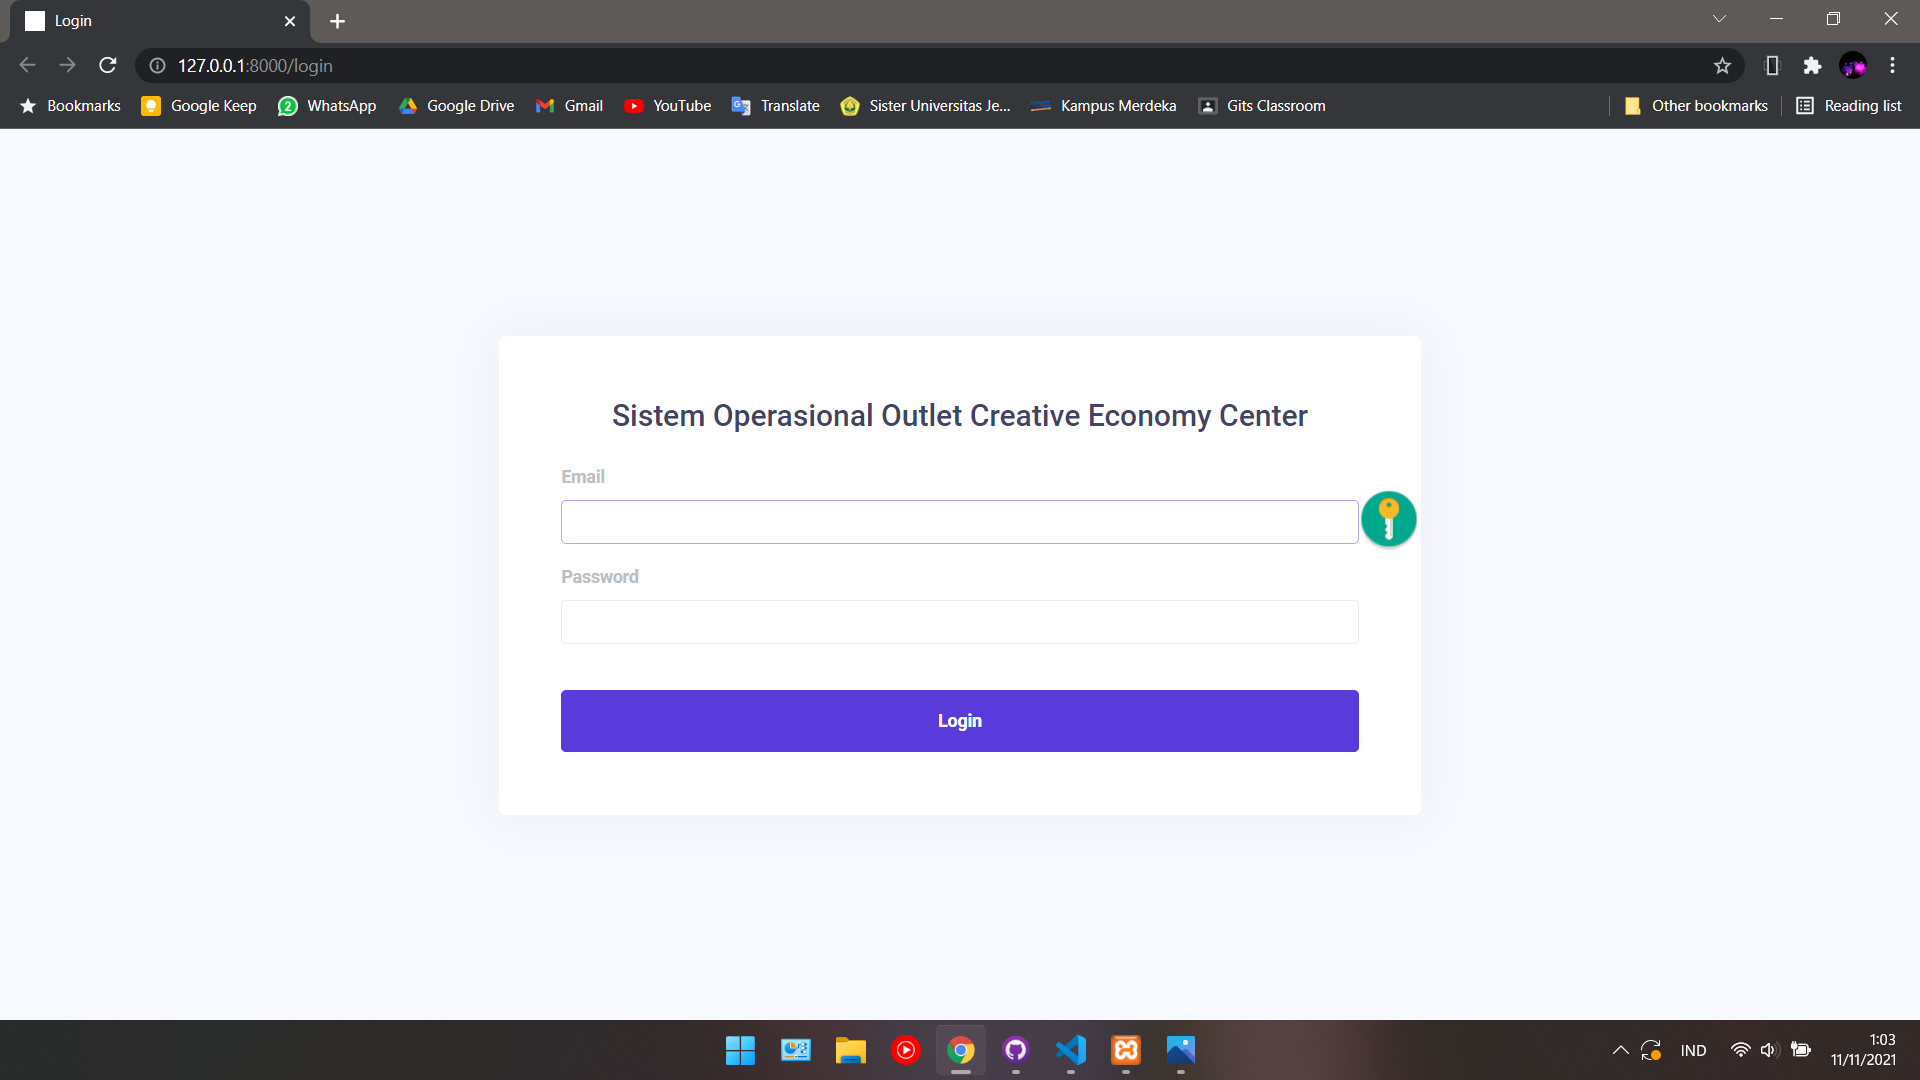 Login
127.0.0.1:8000/login
Bookmarks Google Keep 2 WhatsApp Google Drive Gmail YouTube Translate Sister Universitas Je... Kampus Merdeka Gits Classroom Other bookmarks Reading list
Sistem Operasional Outlet Creative Economy Center
Email
Password
Login
IND
1:03
11/11/2021